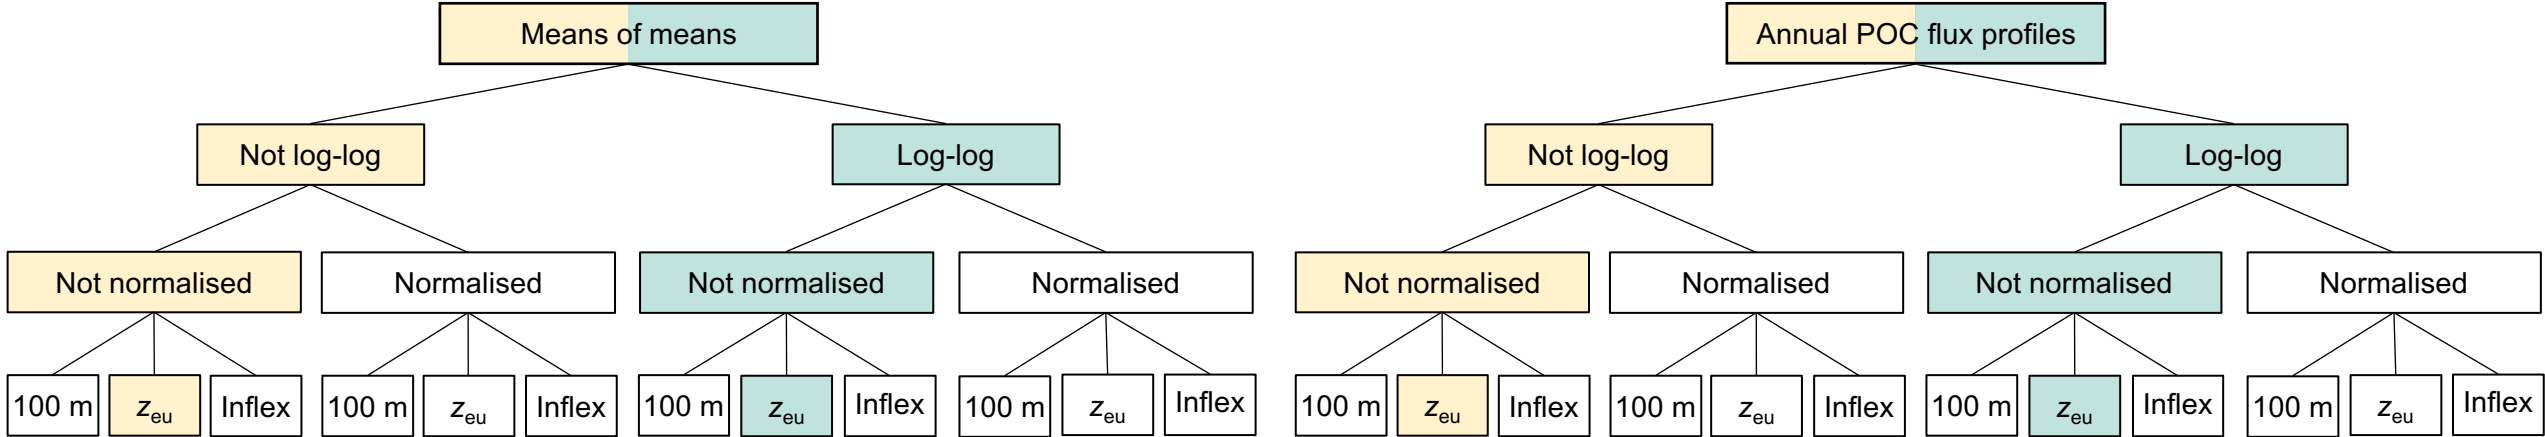 Means of means
Annual POC flux profiles
Not log-log
Log-log
Not log-log
Log-log
Not normalised
Normalised
Not normalised
Normalised
Not normalised
Normalised
Not normalised
Normalised
100 m
zeu
Inflex
100 m
zeu
Inflex
100 m
zeu
Inflex
100 m
zeu
Inflex
100 m
zeu
Inflex
100 m
zeu
Inflex
100 m
zeu
Inflex
100 m
zeu
Inflex